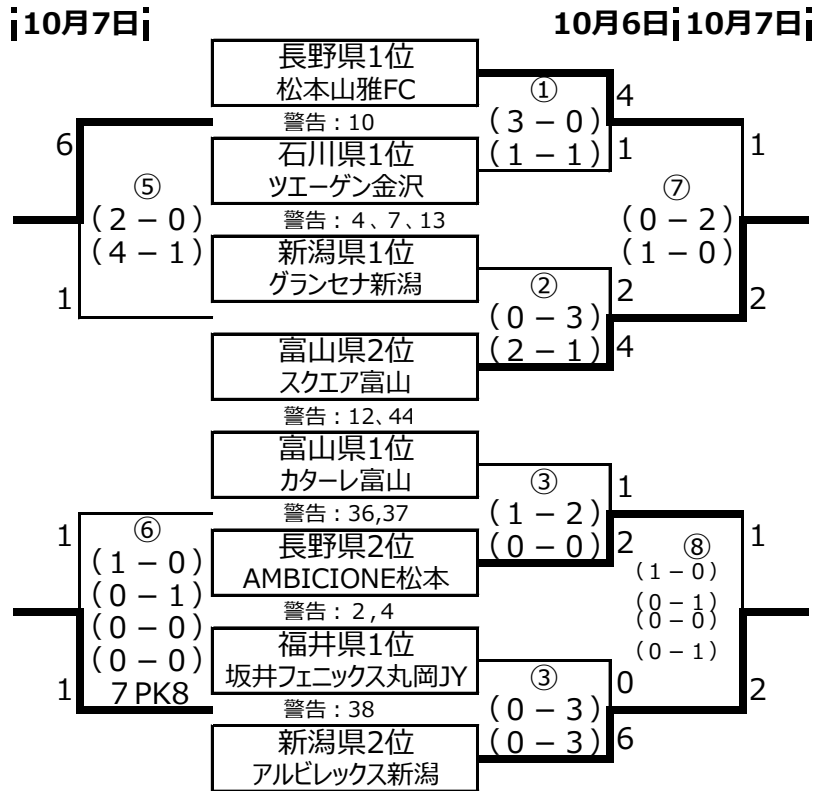 10月7日 10月6日 10月7日
長野県1位
松本山雅FC
警告：10
石川県1位
ツエーゲン金沢
警告：4、7、13
新潟県1位
グランセナ新潟
富山県2位
スクエア富山
警告：12、44
富山県1位
カターレ富山
警告：36,37
長野県2位
AMBICIONE松本
警告：2,4
福井県1位
坂井フェニックス丸岡JY
警告：38
新潟県2位
アルビレックス新潟
6
⑤
(2－0)
(4－1)
1
1
⑥
(1－0)
(0－1)
(0－0)
(0－0)
7 PK8
1
①
(3－0)
(1－1)
4
1
②
(0－3)
(2－1)
2
4
③
(1－2)
(0－0)
1
2
③
(0－3)
(0－3)
0
6
⑦
(0－2)
(1－0)
1
2
⑧
(1－0)
(0－1)
(0－0)
(0－1)
1
2